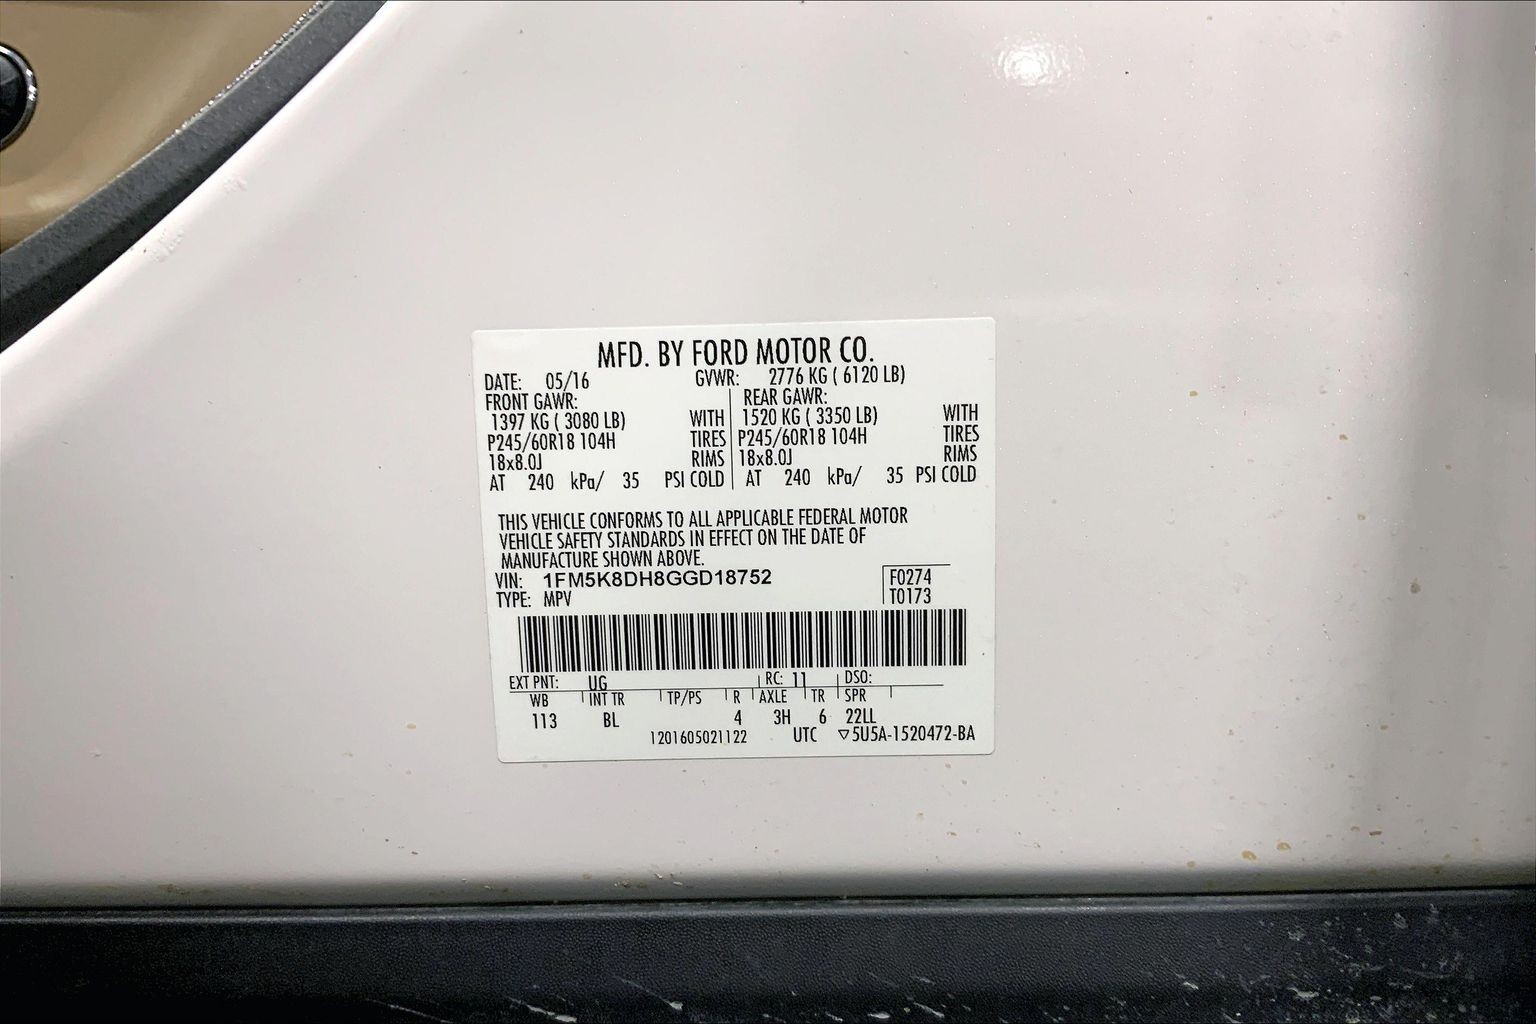 MFD. BY FORD MOTOR CO.
DATE: 05/16 GVWR: 2776 KG ( 6120 LB)
FRONT GAWR: REAR GAWR:
1397 KG ( 3080 LB) WITH 1520 KG ( 3350 LB) WITH
P245/60R18 104H TIRES P245/60R18 104H TIRES
18x8.0J RIMS 18x8.0J RIMS
AT 240 kPa/ 35 PSI COLD AT 240 kPa/ 35 PSI COLD
THIS VEHICLE CONFORMS TO ALL APPLICABLE FEDERAL MOTOR
VEHICLE SAFETY STANDARDS IN EFFECT ON THE DATE OF
MANUFACTURE SHOWN ABOVE.
VIN: 1FM5K8DH8GGD18752 F0274
TYPE: MPV T0173
EXT PNT: UG RC: 11 DSO:
WB INT TR TP/PS R AXLE TR SPR
113 BL 4 3H 6 22LL
1201605021122 UTC ▽5U5A-1520472-BA